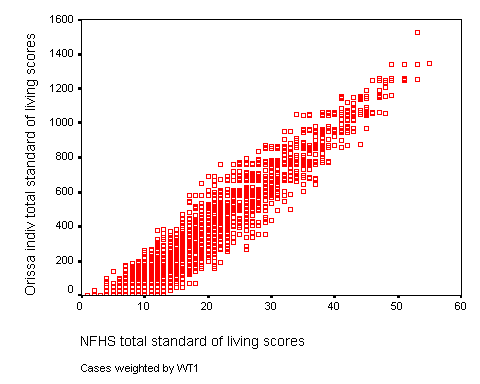 1600
1400
1200
1000
800
600
400
200
0
Orissa indiv total standard of living scores
0 10 20 30 40 50 60
NFHS total standard of living scores
Cases weighted by WT1